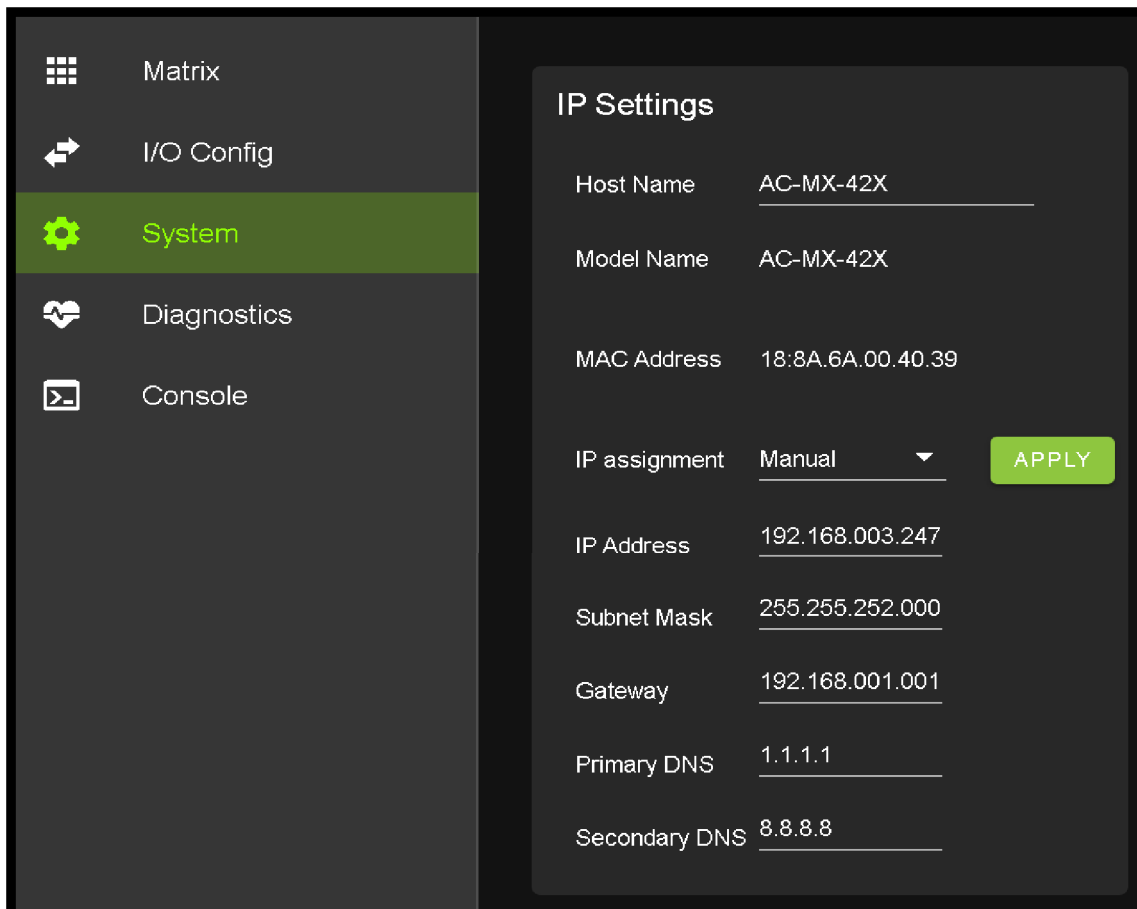 Matrix
I/O Config
System
Diagnostics
Console
IP Settings
Host Name AC-MX-42X
Model Name AC-MX-42X
MAC Address 18:8A.6A.00.40.39
IP assignment Manual APPLY
IP Address 192.168.003.247
Subnet Mask 255.255.252.000
Gateway 192.168.001.001
Primary DNS 1.1.1.1
Secondary DNS 8.8.8.8